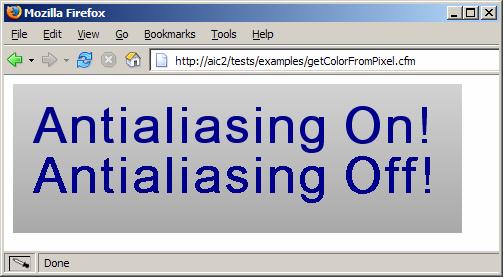 Mozilla Firefox
File Edit View Go Bookmarks Tools Help
http://aic2/tests/examples/getColorFromPixel.cfm
Antialiasing On!
Antialiasing Off!
Done